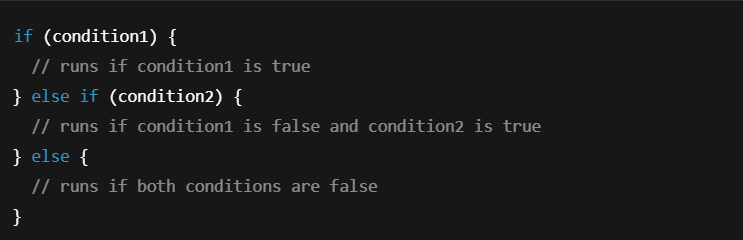 if (condition1) {
  // runs if condition1 is true
} else if (condition2) {
  // runs if condition1 is false and condition2 is true
} else {
  // runs if both conditions are false
}